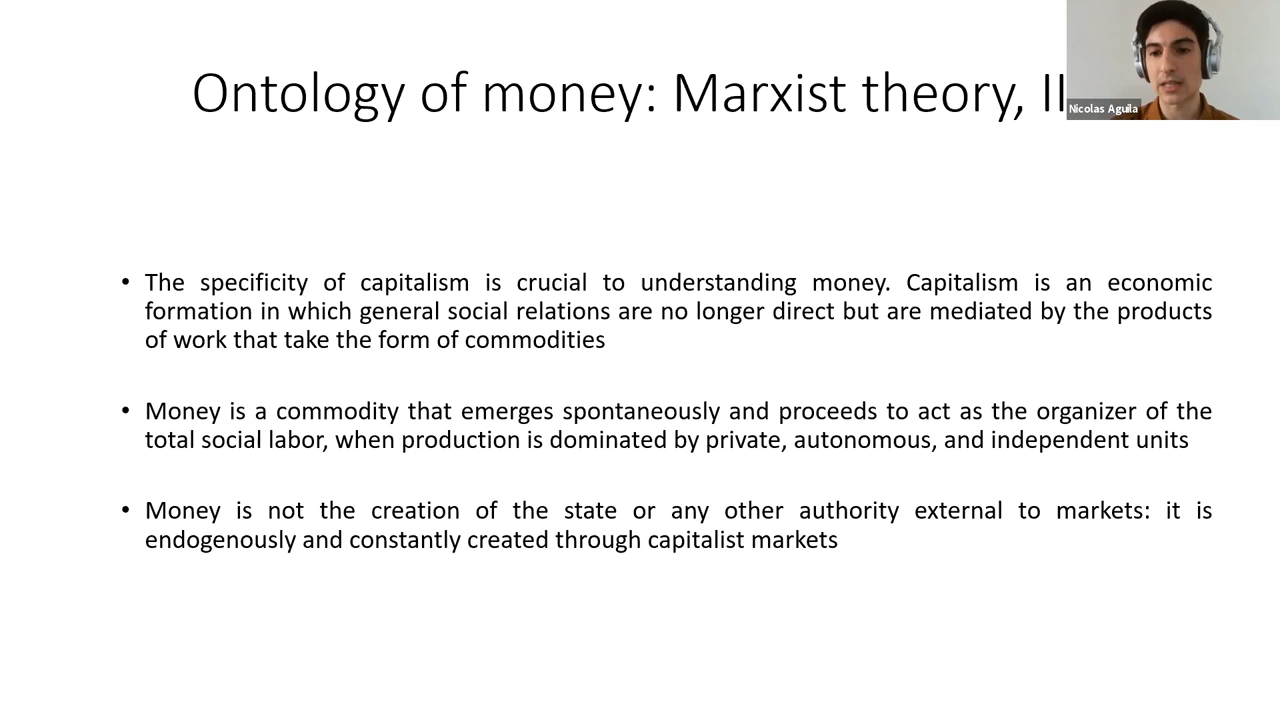 Ontology of money: Marxist theory, II
Nicolas Aguila
• The specificity of capitalism is crucial to understanding money. Capitalism is an economic
formation in which general social relations are no longer direct but are mediated by the products
of work that take the form of commodities
• Money is a commodity that emerges spontaneously and proceeds to act as the organizer of the
total social labor, when production is dominated by private, autonomous, and independent units
• Money is not the creation of the state or any other authority external to markets: it is
endogenously and constantly created through capitalist markets